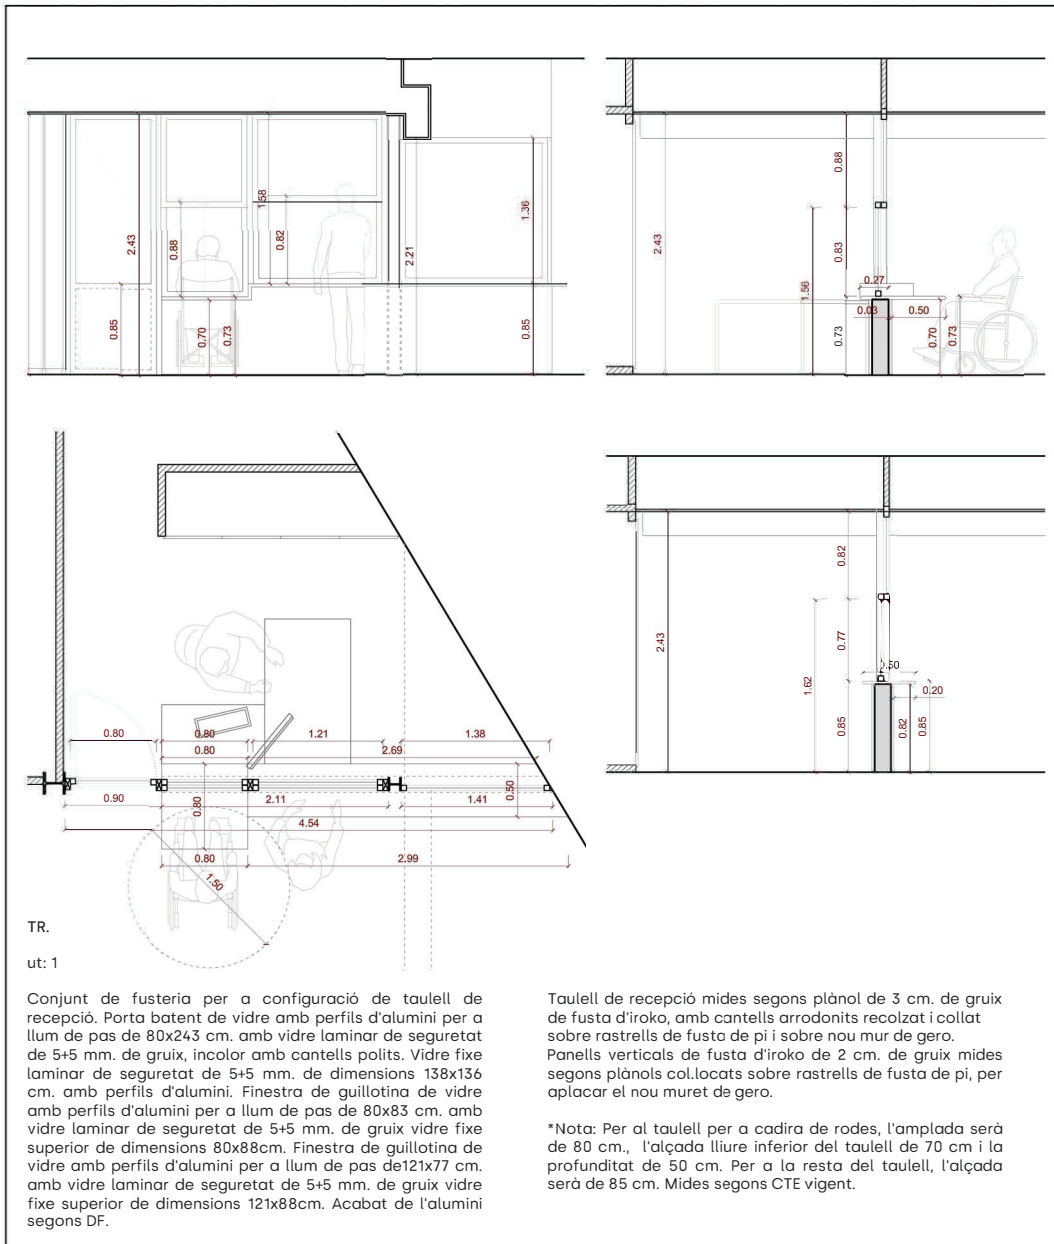 2.43
0.85
0.88
0.70
0.73
1.58
0.82
2.21
1.36
0.85
2.43
0.88
0.83
1.56
0.27
0.03
0.50
0.73
0.70
0.73
0.80
0.80
1.21
1.38
0.80
2.69
0.50
0.90
0.80
2.11
1.41
4.54
0.80
2.99
1.50
2.43
0.82
0.77
1.62
0.20
0.85
0.82
0.85
TR.
ut: 1
Conjunt de fusteria per a configuració de taulell de
recepció. Porta batent de vidre amb perfils d'alumini per a
llum de pas de 80x243 cm. amb vidre laminar de seguretat
de 5+5 mm. de gruix, incolor amb cantells polits. Vidre fixe
laminar de seguretat de 5+5 mm. de dimensions 138x136
cm. amb perfils d'alumini. Finestra de guillotina de vidre
amb perfils d'alumini per a llum de pas de 80x83 cm. amb
vidre laminar de seguretat de 5+5 mm. de gruix vidre fixe
superior de dimensions 80x88cm. Finestra de guillotina de
vidre amb perfils d'alumini per a llum de pas de121x77 cm.
amb vidre laminar de seguretat de 5+5 mm. de gruix vidre
fixe superior de dimensions 121x88cm. Acabat de l'alumini
segons DF.
Taulell de recepció mides segons plànol de 3 cm. de gruix
de fusta d'iroko, amb cantells arrodonits recolzat i collat
sobre rastrells de fusta de pi i sobre nou mur de gero.
Panells verticals de fusta d'iroko de 2 cm. de gruix mides
segons plànols col.locats sobre rastrells de fusta de pi, per
aplacar el nou muret de gero.
*Nota: Per al taulell per a cadira de rodes, l'amplada serà
de 80 cm., l'alçada lliure inferior del taulell de 70 cm i la
profunditat de 50 cm. Per a la resta del taulell, l'alçada
serà de 85 cm. Mides segons CTE vigent.